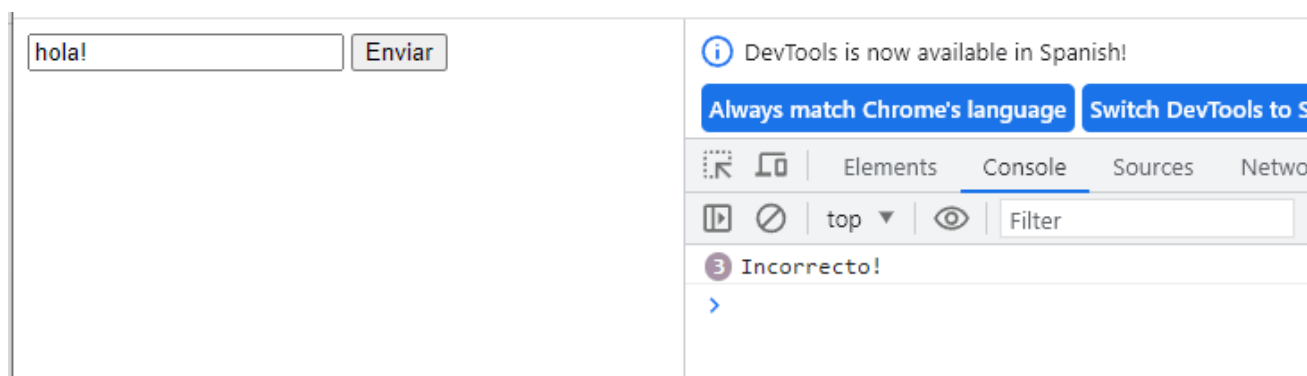 hola! Enviar
DevTools is now available in Spanish!
Always match Chrome's language Switch DevTools to S
Elements Console Sources Netwo
top Filter
3 Incorrecto!
>